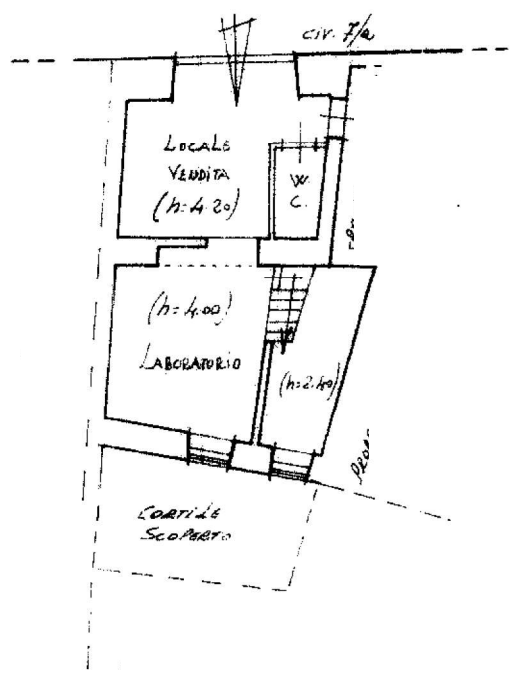 civ. 7/a
LOCALE
VENDITA
(h=4.20)
W.
C.
(h=4.00)
LABORATORIO
(h=2.40)
CORTILE
SCOPERTO